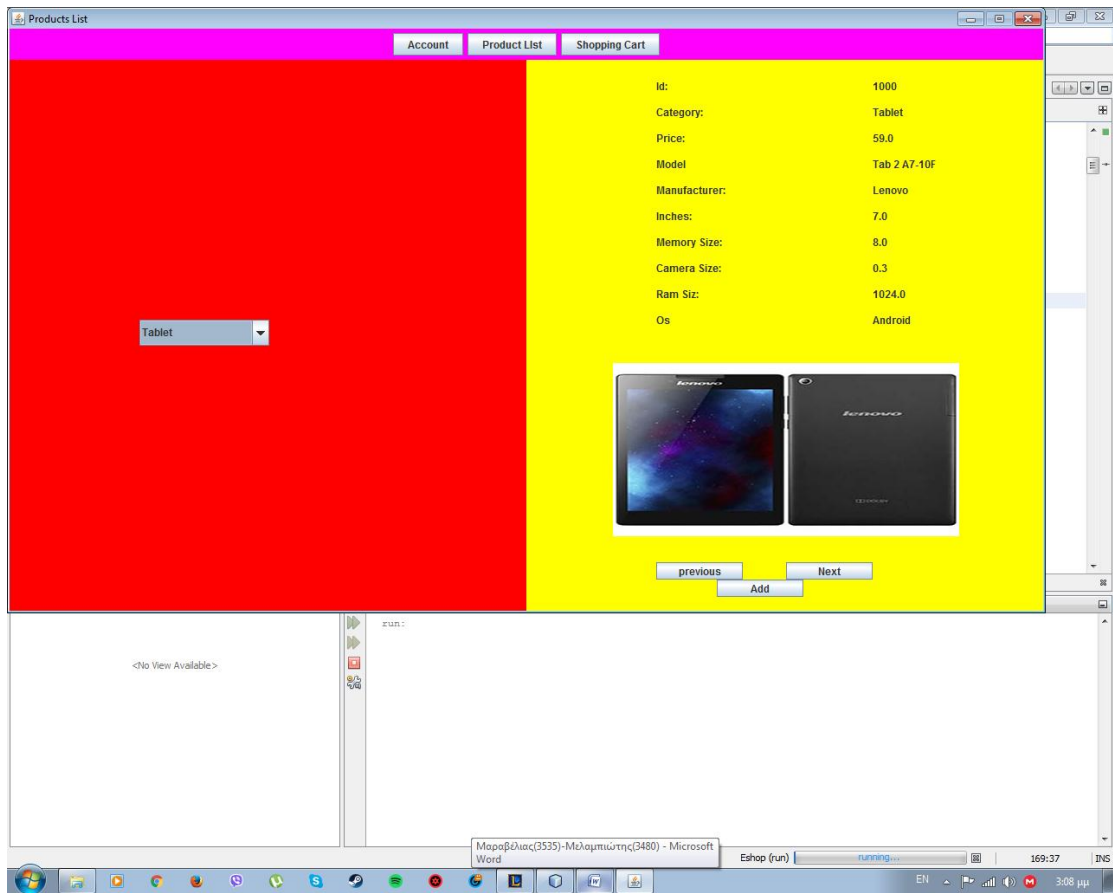 Products List
Account Product LIst Shopping Cart
Id: 1000
Category: Tablet
Price: 59.0
Model Tab 2 A7-10F
Manufacturer: Lenovo
Inches: 7.0
Memory Size: 8.0
Camera Size: 0.3
Ram Siz: 1024.0
Os Android
Tablet
lenovo
lenovo
previous Next
Add
run:
<No View Available>
Μαραβέλιας(3535)-Μελαμπιώτης(3480) - Microsoft
Word
Eshop (run) running... 169:37 INS
EN 3:08 μμ